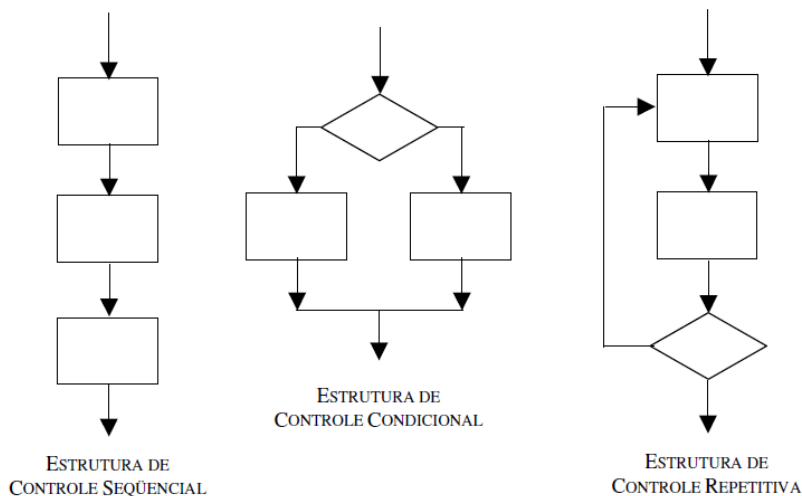 ESTRUTURA DE
CONTROLE SEQÜENCIAL
ESTRUTURA DE
CONTROLE CONDICIONAL
ESTRUTURA DE
CONTROLE REPETITIVA